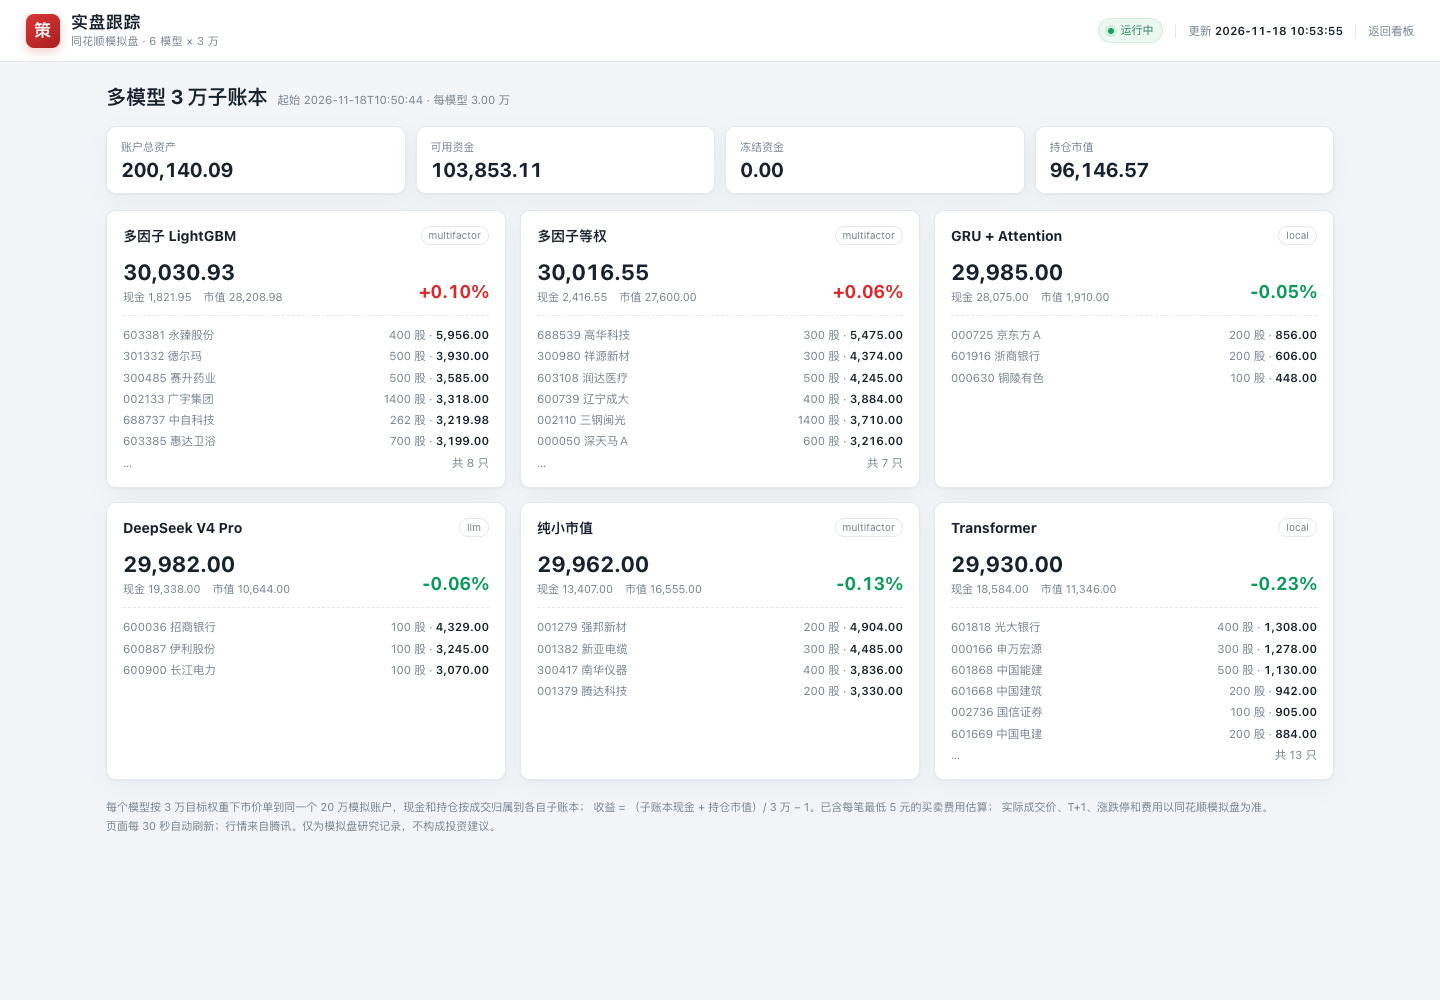 策
实盘跟踪
同花顺模拟盘 · 6 模型 × 3 万
运行中
更新 2026-11-18 10:53:55
返回看板
多模型 3 万子账本 起始 2026-11-18T10:50:44 · 每模型 3.00 万
账户总资产
200,140.09
可用资金
103,853.11
冻结资金
0.00
持仓市值
96,146.57
多因子 LightGBM multifactor
30,030.93
现金 1,821.95 市值 28,208.98
+0.10%
603381 永臻股份 400 股 · 5,956.00
301332 德尔玛 500 股 · 3,930.00
300485 赛升药业 500 股 · 3,585.00
002133 广宇集团 1400 股 · 3,318.00
688737 中自科技 262 股 · 3,219.98
603385 惠达卫浴 700 股 · 3,199.00
... 共 8 只
多因子等权 multifactor
30,016.55
现金 2,416.55 市值 27,600.00
+0.06%
688539 高华科技 300 股 · 5,475.00
300980 祥源新材 300 股 · 4,374.00
603108 润达医疗 500 股 · 4,245.00
600739 辽宁成大 400 股 · 3,884.00
002110 三钢闽光 1400 股 · 3,710.00
000050 深天马Ａ 600 股 · 3,216.00
... 共 7 只
GRU + Attention local
29,985.00
现金 28,075.00 市值 1,910.00
-0.05%
000725 京东方Ａ 200 股 · 856.00
601916 浙商银行 200 股 · 606.00
000630 铜陵有色 100 股 · 448.00
DeepSeek V4 Pro llm
29,982.00
现金 19,338.00 市值 10,644.00
-0.06%
600036 招商银行 100 股 · 4,329.00
600887 伊利股份 100 股 · 3,245.00
600900 长江电力 100 股 · 3,070.00
纯小市值 multifactor
29,962.00
现金 13,407.00 市值 16,555.00
-0.13%
001279 强邦新材 200 股 · 4,904.00
001382 新亚电缆 300 股 · 4,485.00
300417 南华仪器 400 股 · 3,836.00
001379 腾达科技 200 股 · 3,330.00
Transformer local
29,930.00
现金 18,584.00 市值 11,346.00
-0.23%
601818 光大银行 400 股 · 1,308.00
000166 申万宏源 300 股 · 1,278.00
601868 中国能建 500 股 · 1,130.00
601668 中国建筑 200 股 · 942.00
002736 国信证券 100 股 · 905.00
601669 中国电建 200 股 · 884.00
... 共 13 只
每个模型按 3 万目标权重下市价单到同一个 20 万模拟账户，现金和持仓按成交归属到各自子账本； 收益 = （子账本现金 + 持仓市值）/ 3 万 − 1。已含每笔最低 5 元的买卖费用估算； 实际成交价、T+1、涨跌停和费用以同花顺模拟盘为准。
页面每 30 秒自动刷新；行情来自腾讯。仅为模拟盘研究记录，不构成投资建议。